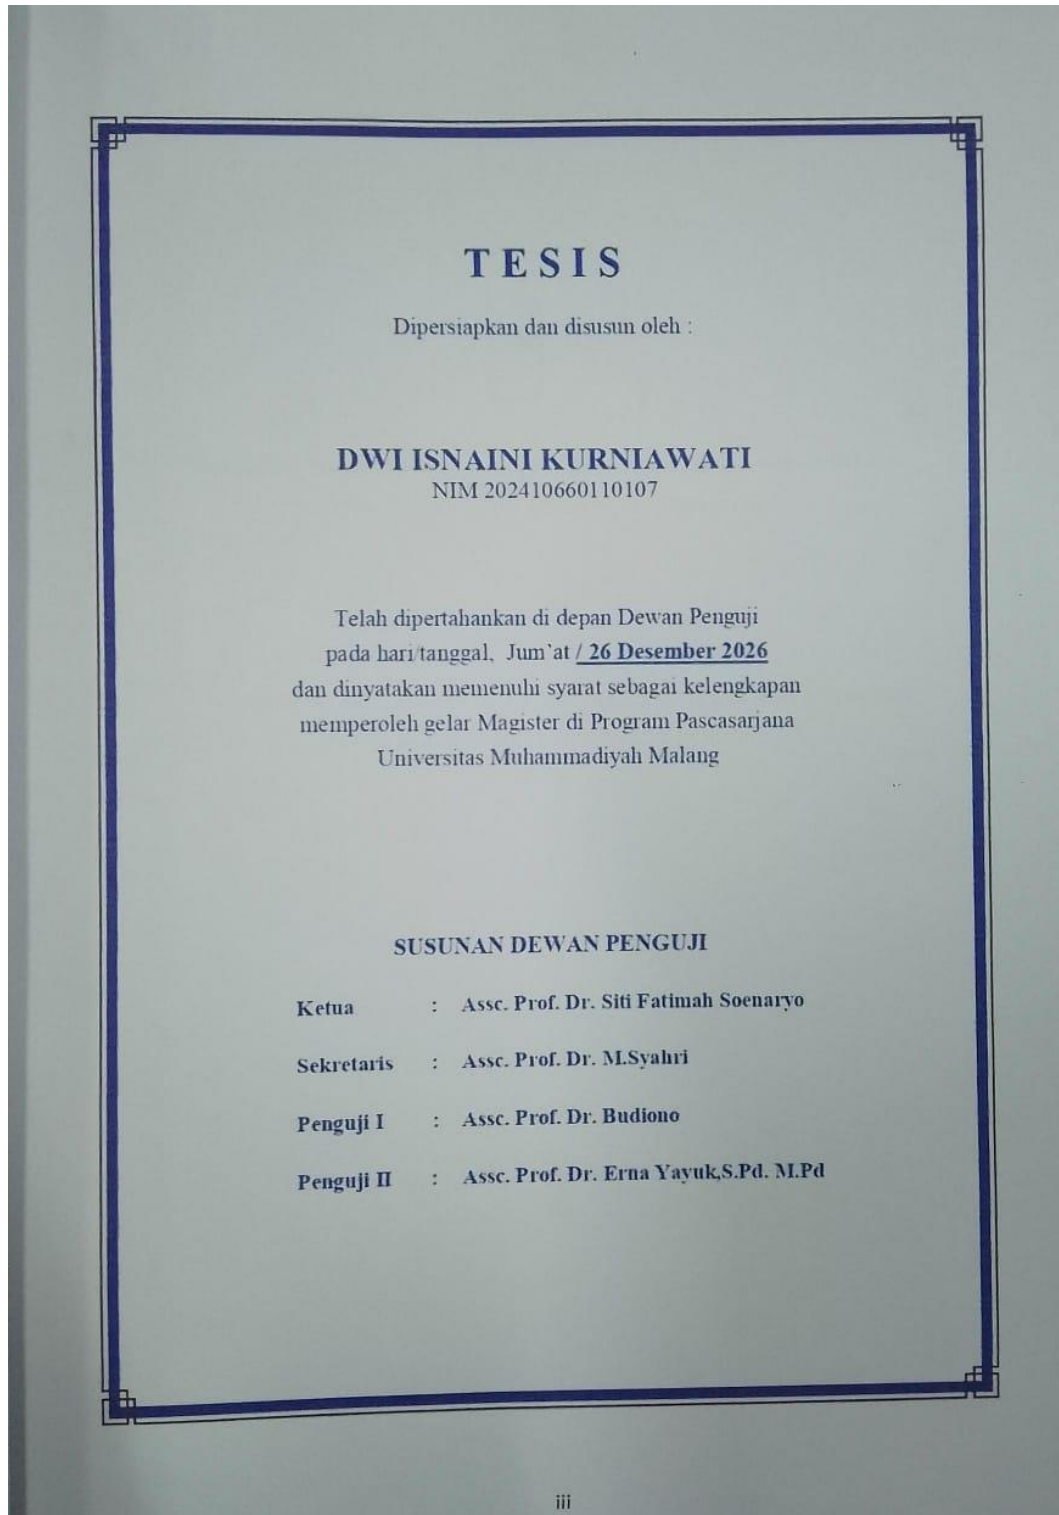 T E S I S
Dipersiapkan dan disusun oleh :
DWI ISNAINI KURNIAWATI
NIM 202410660110107
Telah dipertahankan di depan Dewan Penguji
pada hari/tanggal, Jum`at / 26 Desember 2026
dan dinyatakan memenuhi syarat sebagai kelengkapan
memperoleh gelar Magister di Program Pascasarjana
Universitas Muhammadiyah Malang
SUSUNAN DEWAN PENGUJI
Ketua : Assc. Prof. Dr. Siti Fatimah Soenaryo
Sekretaris : Assc. Prof. Dr. M.Syahri
Penguji I : Assc. Prof. Dr. Budiono
Penguji II : Assc. Prof. Dr. Erna Yayuk,S.Pd. M.Pd
iii